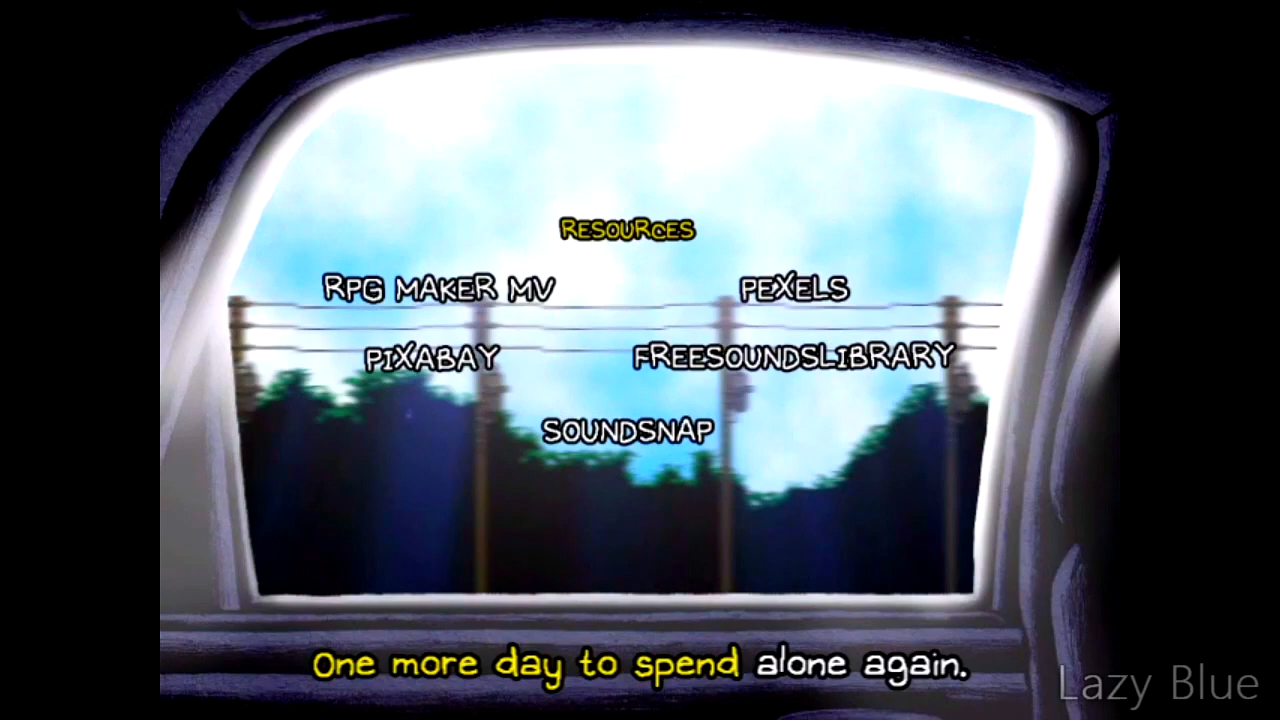 RESOURCES
RPG MAKER MV
PEXELS
PIXABAY
FREESOUNDSLIBRARY
SOUNDSNAP
One more day to spend alone again.
Lazy Blue